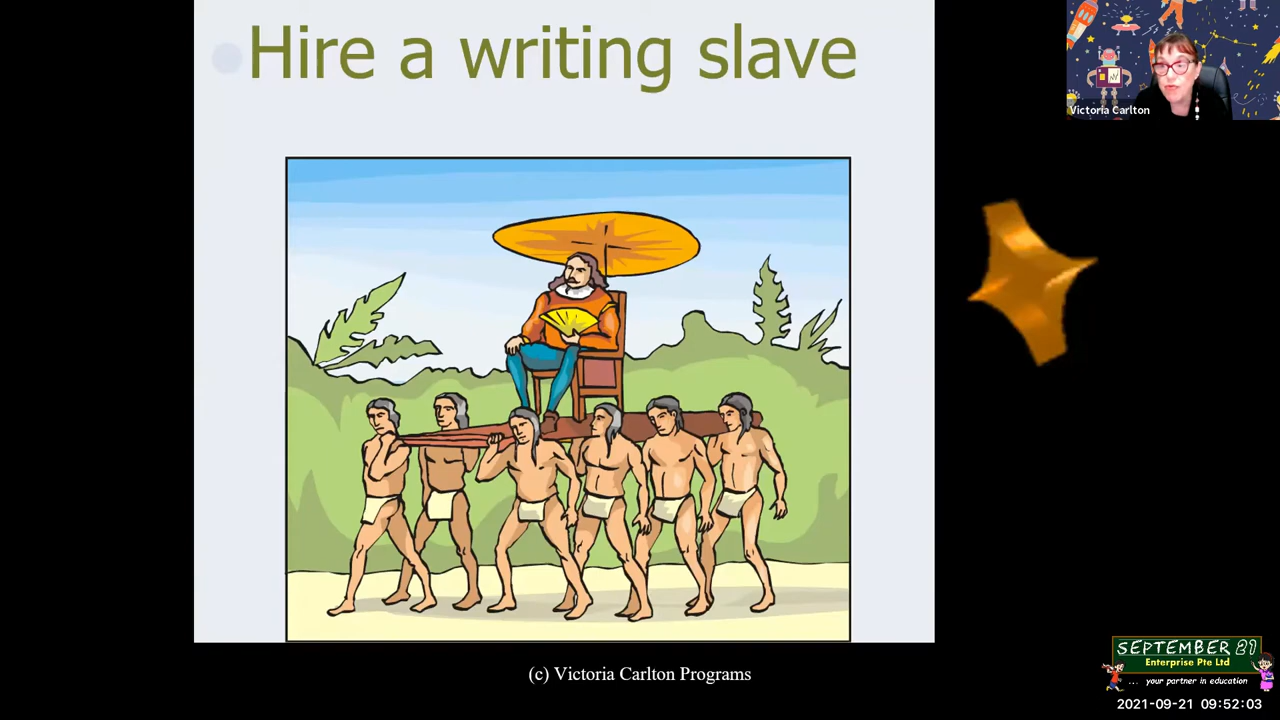 Hire a writing slave
Victoria Carlton
(c) Victoria Carlton Programs
SEPTEMBER 21
Enterprise Pte Ltd
... your partner in education
2021-09-21 09:52:03